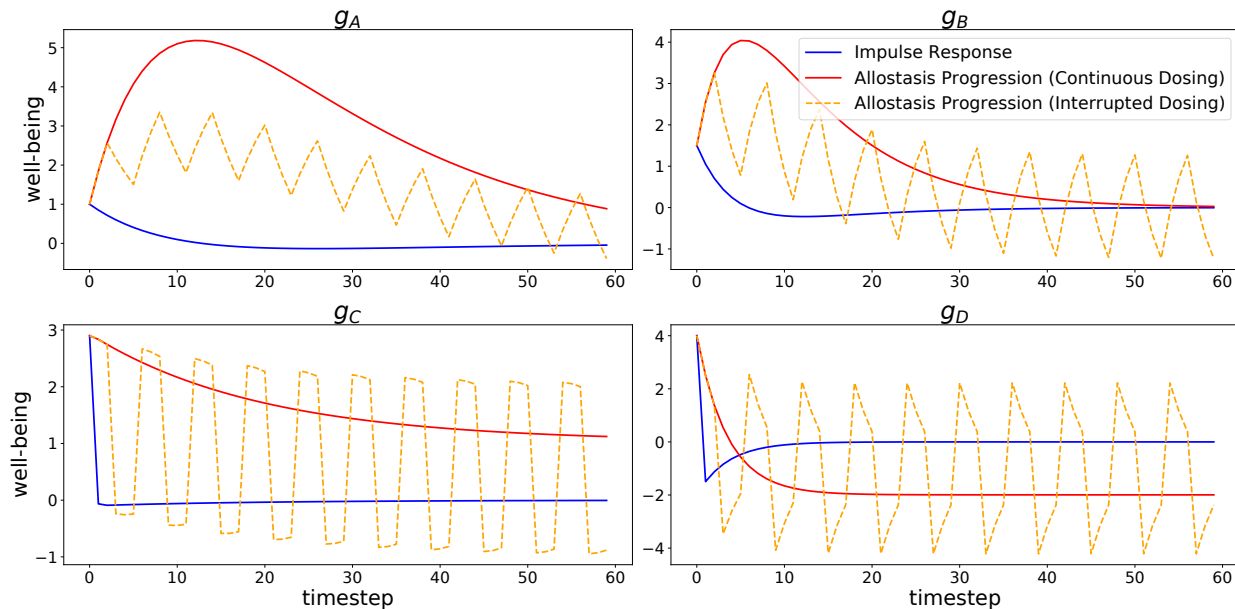 g_A
g_B
well-being
5
4
3
2
1
0
0 10 20 30 40 50 60
4
3
2
1
0
−1
0 10 20 30 40 50 60
Impulse Response
Allostasis Progression (Continuous Dosing)
Allostasis Progression (Interrupted Dosing)
g_C
g_D
well-being
3
2
1
0
−1
0 10 20 30 40 50 60
timestep
4
2
0
−2
−4
0 10 20 30 40 50 60
timestep